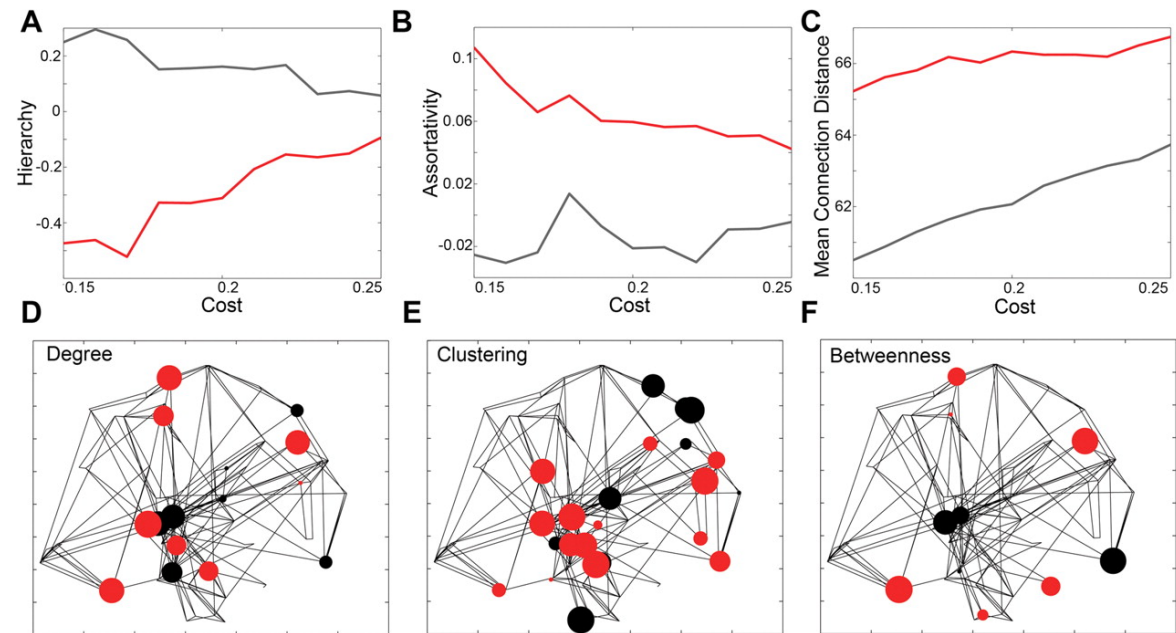 A
Hierarchy
0.2
0
-0.2
-0.4
0.15
0.2
0.25
Cost
B
Assortativity
0.1
0.06
0.02
-0.02
0.15
0.2
0.25
Cost
C
Mean Connection Distance
66
64
62
0.15
0.2
0.25
Cost
D
Degree
E
Clustering
F
Betweenness